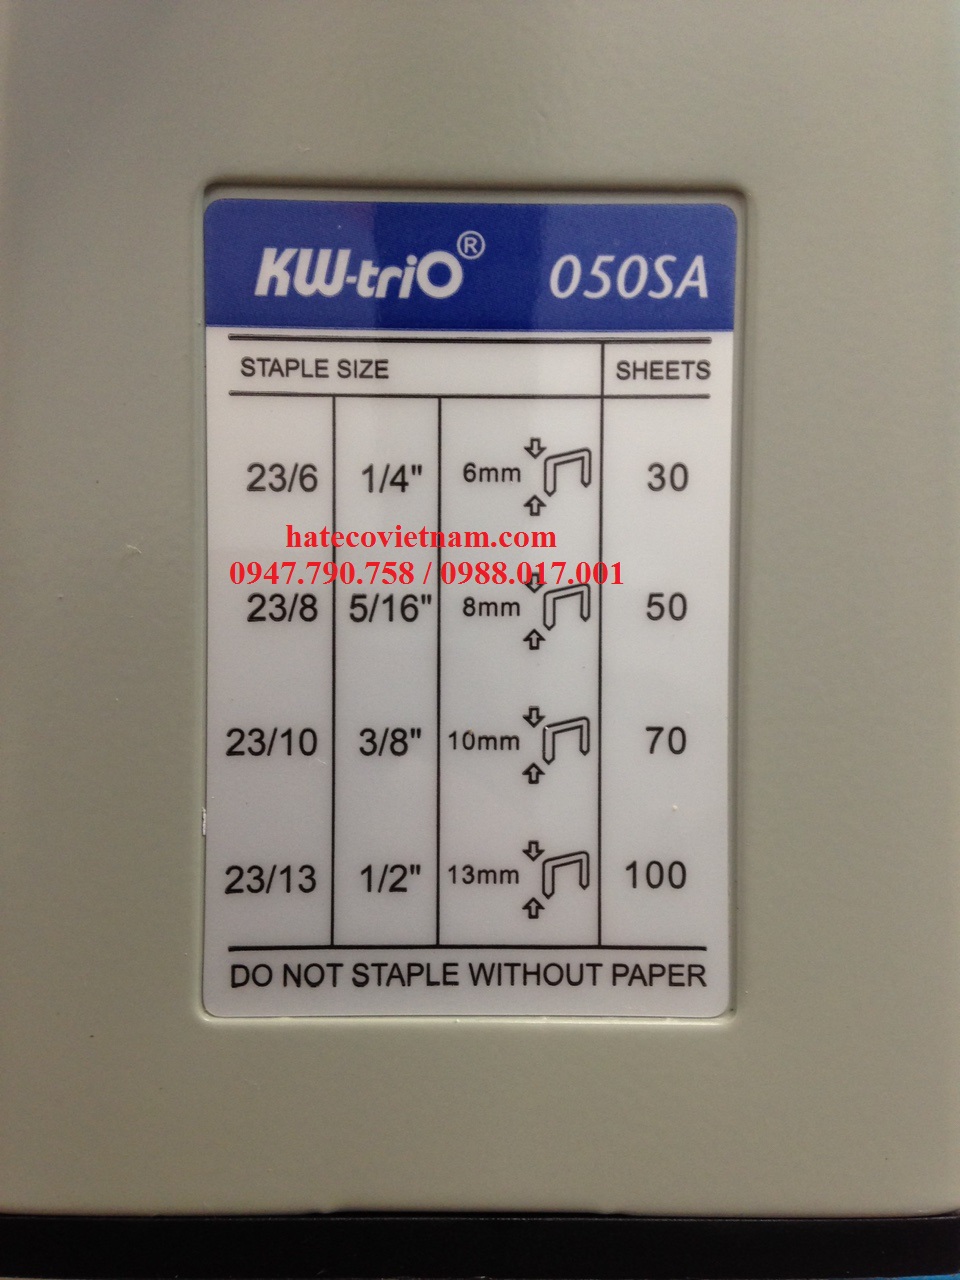 KW-triO® 050SA
STAPLE SIZE SHEETS
23/6 1/4" 6mm 30
hatecovietnam.com
0947.790.758 / 0988.017.001
23/8 5/16" 8mm 50
23/10 3/8" 10mm 70
23/13 1/2" 13mm 100
DO NOT STAPLE WITHOUT PAPER